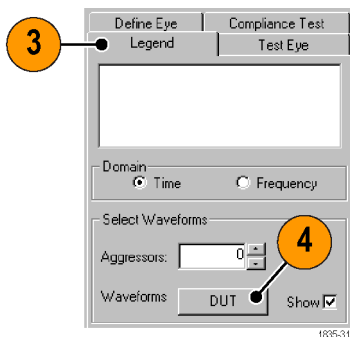 Define Eye Compliance Test
3 Legend Test Eye
Domain
Time Frequency
Select Waveforms
4
Aggressors: 0
Waveforms DUT Show
1835-31